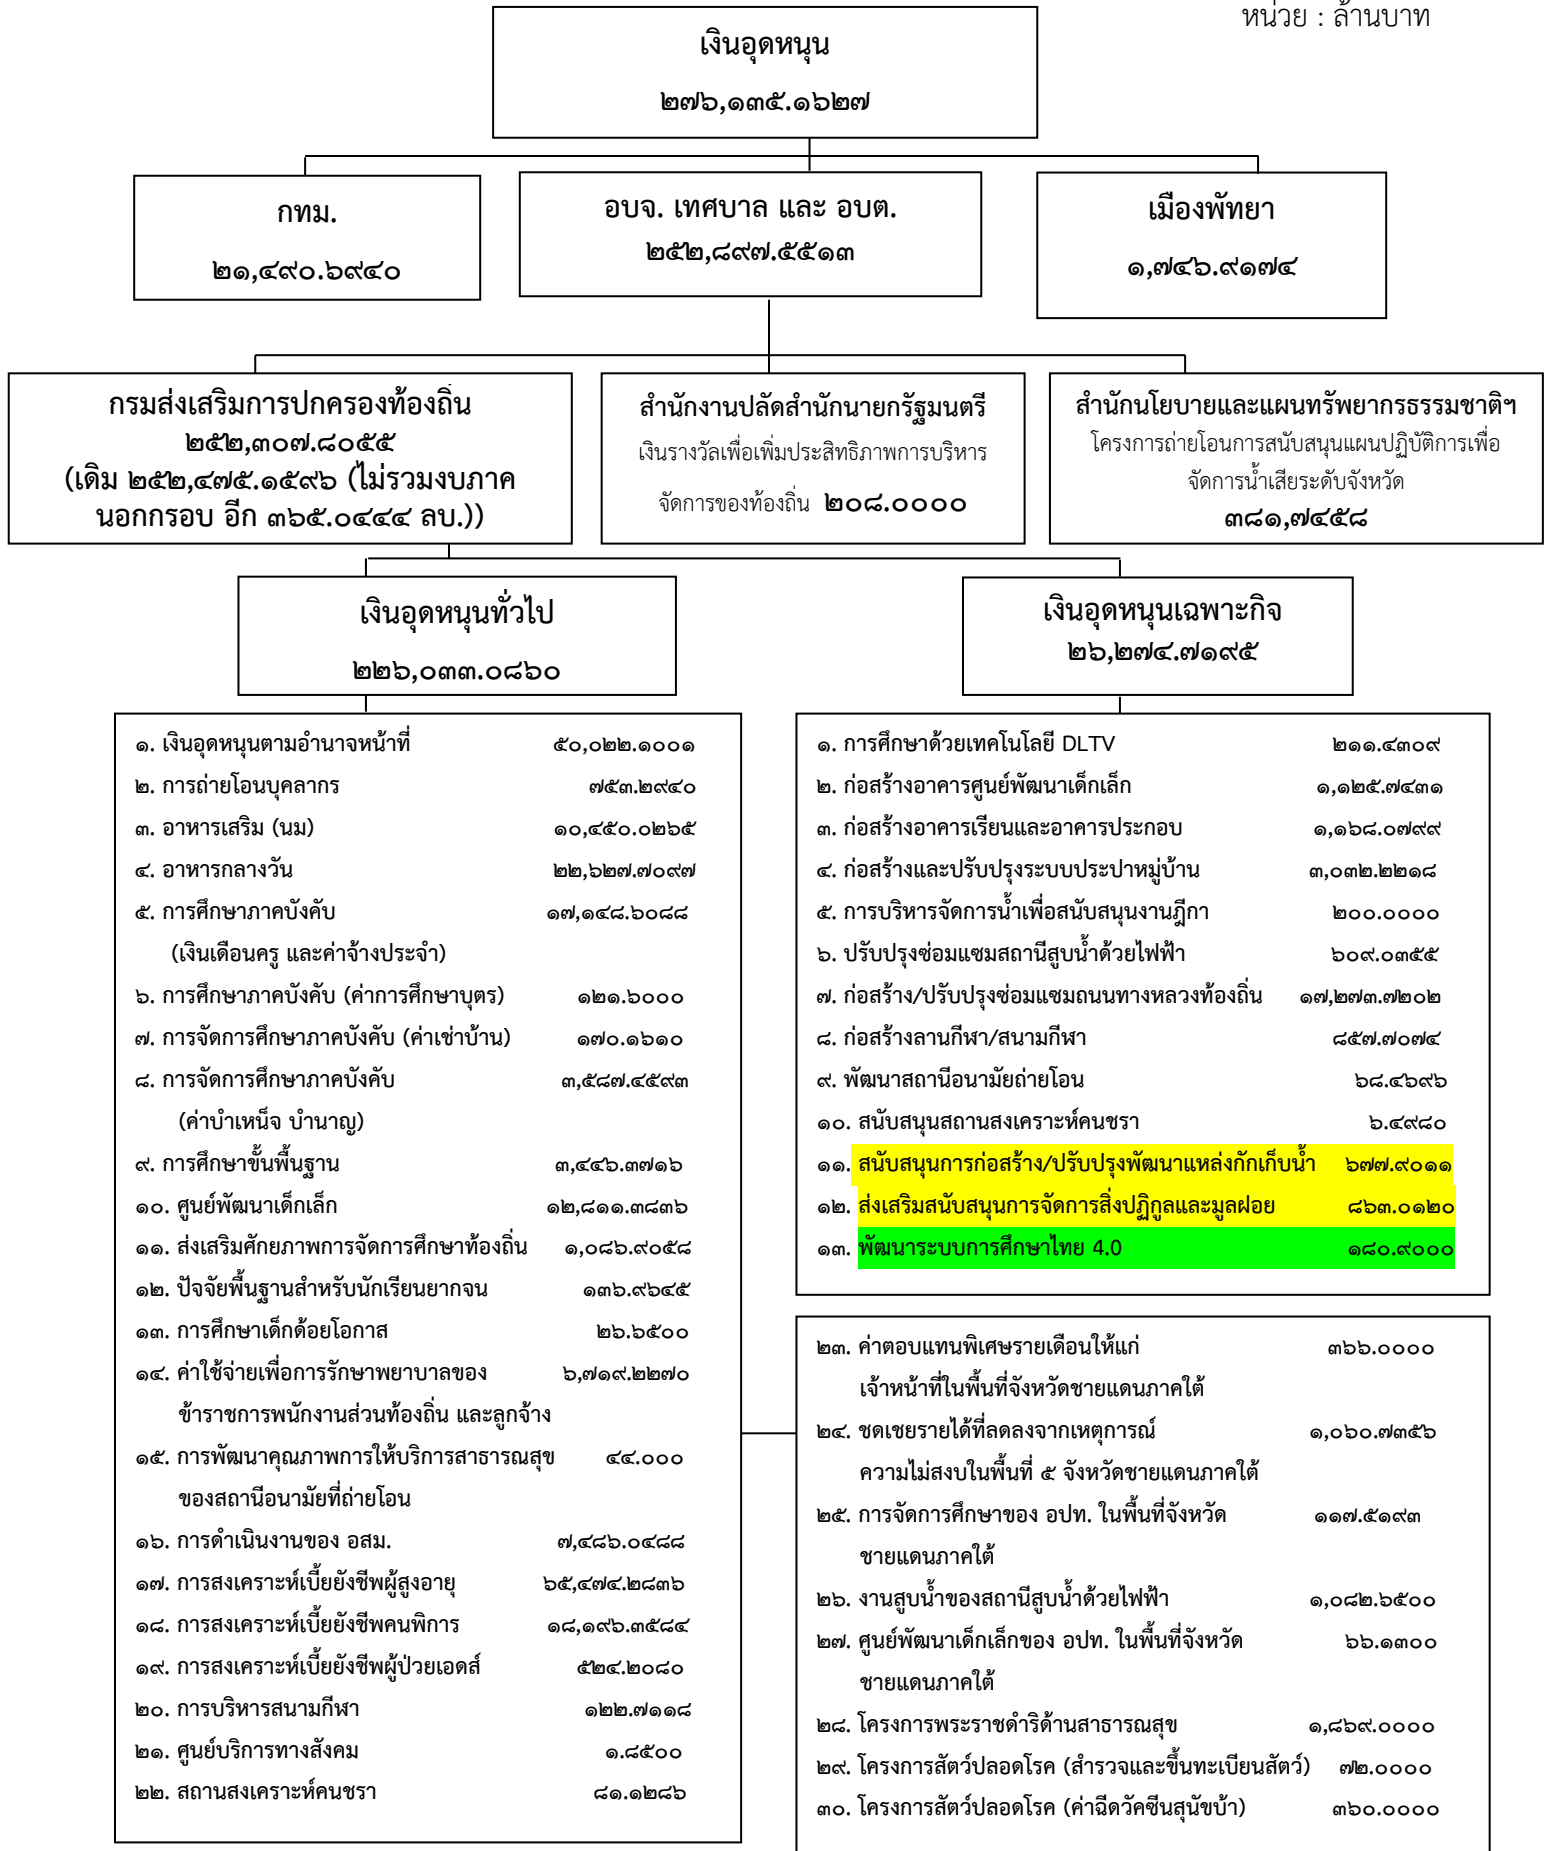 หน่วย : ล้านบาท
เงินอุดหนุน
๒๗๖,๑๓๕.๑๖๒๗
กทม.
๒๑,๔๙๐.๖๙๔๐
อบจ. เทศบาล และ อบต.
๒๕๒,๘๙๗.๕๕๑๓
เมืองพัทยา
๑,๗๔๖.๙๑๗๔
กรมส่งเสริมการปกครองท้องถิ่น
๒๕๒,๓๐๗.๘๐๕๕
(เดิม ๒๕๒,๔๗๕.๑๕๙๖ (ไม่รวมงบภาค
นอกกรอบ อีก ๓๖๕.๐๔๔๔ ลบ.))
สำนักงานปลัดสำนักนายกรัฐมนตรี
เงินรางวัลเพื่อเพิ่มประสิทธิภาพการบริหาร
จัดการของท้องถิ่น ๒๐๘.๐๐๐๐
สำนักนโยบายและแผนทรัพยากรธรรมชาติฯ
โครงการถ่ายโอนการสนับสนุนแผนปฏิบัติการเพื่อ
จัดการน้ำเสียระดับจังหวัด
๓๘๑,๗๔๕๘
เงินอุดหนุนทั่วไป
๒๒๖,๐๓๓.๐๘๖๐
เงินอุดหนุนเฉพาะกิจ
๒๖,๒๗๔.๗๑๙๕
๑. เงินอุดหนุนตามอำนาจหน้าที่ ๕๐,๐๒๒.๑๐๐๑
๒. การถ่ายโอนบุคลากร ๗๕๓.๒๙๔๐
๓. อาหารเสริม (นม) ๑๐,๔๕๐.๐๒๖๕
๔. อาหารกลางวัน ๒๒,๖๒๗.๗๐๙๗
๕. การศึกษาภาคบังคับ ๑๗,๑๔๘.๖๐๘๘
(เงินเดือนครู และค่าจ้างประจำ)
๖. การศึกษาภาคบังคับ (ค่าการศึกษาบุตร) ๑๒๑.๖๐๐๐
๗. การจัดการศึกษาภาคบังคับ (ค่าเช่าบ้าน) ๑๗๐.๑๖๑๐
๘. การจัดการศึกษาภาคบังคับ ๓,๕๘๗.๔๕๙๓
(ค่าบำเหน็จ บำนาญ)
๙. การศึกษาขั้นพื้นฐาน ๓,๔๔๖.๓๗๑๖
๑๐. ศูนย์พัฒนาเด็กเล็ก ๑๒,๘๑๑.๓๘๓๖
๑๑. ส่งเสริมศักยภาพการจัดการศึกษาท้องถิ่น ๑,๐๘๖.๙๐๕๘
๑๒. ปัจจัยพื้นฐานสำหรับนักเรียนยากจน ๑๓๖.๙๖๔๕
๑๓. การศึกษาเด็กด้อยโอกาส ๒๖.๖๕๐๐
๑๔. ค่าใช้จ่ายเพื่อการรักษาพยาบาลของ ๖,๗๑๙.๒๒๗๐
ข้าราชการพนักงานส่วนท้องถิ่น และลูกจ้าง
๑๕. การพัฒนาคุณภาพการให้บริการสาธารณสุข ๔๔.๐๐๐
ของสถานีอนามัยที่ถ่ายโอน
๑๖. การดำเนินงานของ อสม. ๗,๔๘๖.๐๔๘๘
๑๗. การสงเคราะห์เบี้ยยังชีพผู้สูงอายุ ๖๕,๔๗๔.๒๘๓๖
๑๘. การสงเคราะห์เบี้ยยังชีพคนพิการ ๑๘,๑๙๖.๓๕๘๔
๑๙. การสงเคราะห์เบี้ยยังชีพผู้ป่วยเอดส์ ๕๒๔.๒๐๘๐
๒๐. การบริหารสนามกีฬา ๑๒๒.๗๑๑๘
๒๑. ศูนย์บริการทางสังคม ๑.๘๕๐๐
๒๒. สถานสงเคราะห์คนชรา ๘๑.๑๒๘๖
๑. การศึกษาด้วยเทคโนโลยี DLTV ๒๑๑.๔๓๐๙
๒. ก่อสร้างอาคารศูนย์พัฒนาเด็กเล็ก ๑,๑๒๕.๗๔๓๑
๓. ก่อสร้างอาคารเรียนและอาคารประกอบ ๑,๑๖๘.๐๗๙๙
๔. ก่อสร้างและปรับปรุงระบบประปาหมู่บ้าน ๓,๐๓๒.๒๒๑๘
๕. การบริหารจัดการน้ำเพื่อสนับสนุนงานฎีกา ๒๐๐.๐๐๐๐
๖. ปรับปรุงซ่อมแซมสถานีสูบน้ำด้วยไฟฟ้า ๖๐๙.๐๓๕๕
๗. ก่อสร้าง/ปรับปรุงซ่อมแซมถนนทางหลวงท้องถิ่น ๑๗,๒๗๓.๗๒๐๒
๘. ก่อสร้างลานกีฬา/สนามกีฬา ๘๕๗.๗๐๗๔
๙. พัฒนาสถานีอนามัยถ่ายโอน ๖๘.๔๖๙๖
๑๐. สนับสนุนสถานสงเคราะห์คนชรา ๖.๔๙๘๐
๑๑. สนับสนุนการก่อสร้าง/ปรับปรุงพัฒนาแหล่งกักเก็บน้ำ ๖๗๗.๙๐๑๑
๑๒. ส่งเสริมสนับสนุนการจัดการสิ่งปฏิกูลและมูลฝอย ๘๖๓.๐๑๒๐
๑๓. พัฒนาระบบการศึกษาไทย 4.0 ๑๘๐.๙๐๐๐
๒๓. ค่าตอบแทนพิเศษรายเดือนให้แก่ ๓๖๖.๐๐๐๐
เจ้าหน้าที่ในพื้นที่จังหวัดชายแดนภาคใต้
๒๔. ชดเชยรายได้ที่ลดลงจากเหตุการณ์ ๑,๐๖๐.๗๓๕๖
ความไม่สงบในพื้นที่ ๕ จังหวัดชายแดนภาคใต้
๒๕. การจัดการศึกษาของ อปท. ในพื้นที่จังหวัด ๑๑๗.๕๑๙๓
ชายแดนภาคใต้
๒๖. งานสูบน้ำของสถานีสูบน้ำด้วยไฟฟ้า ๑,๐๘๒.๖๕๐๐
๒๗. ศูนย์พัฒนาเด็กเล็กของ อปท. ในพื้นที่จังหวัด ๖๖.๑๓๐๐
ชายแดนภาคใต้
๒๘. โครงการพระราชดำริด้านสาธารณสุข ๑,๘๖๙.๐๐๐๐
๒๙. โครงการสัตว์ปลอดโรค (สำรวจและขึ้นทะเบียนสัตว์) ๗๒.๐๐๐๐
๓๐. โครงการสัตว์ปลอดโรค (ค่าฉีดวัคซีนสุนัขบ้า) ๓๖๐.๐๐๐๐